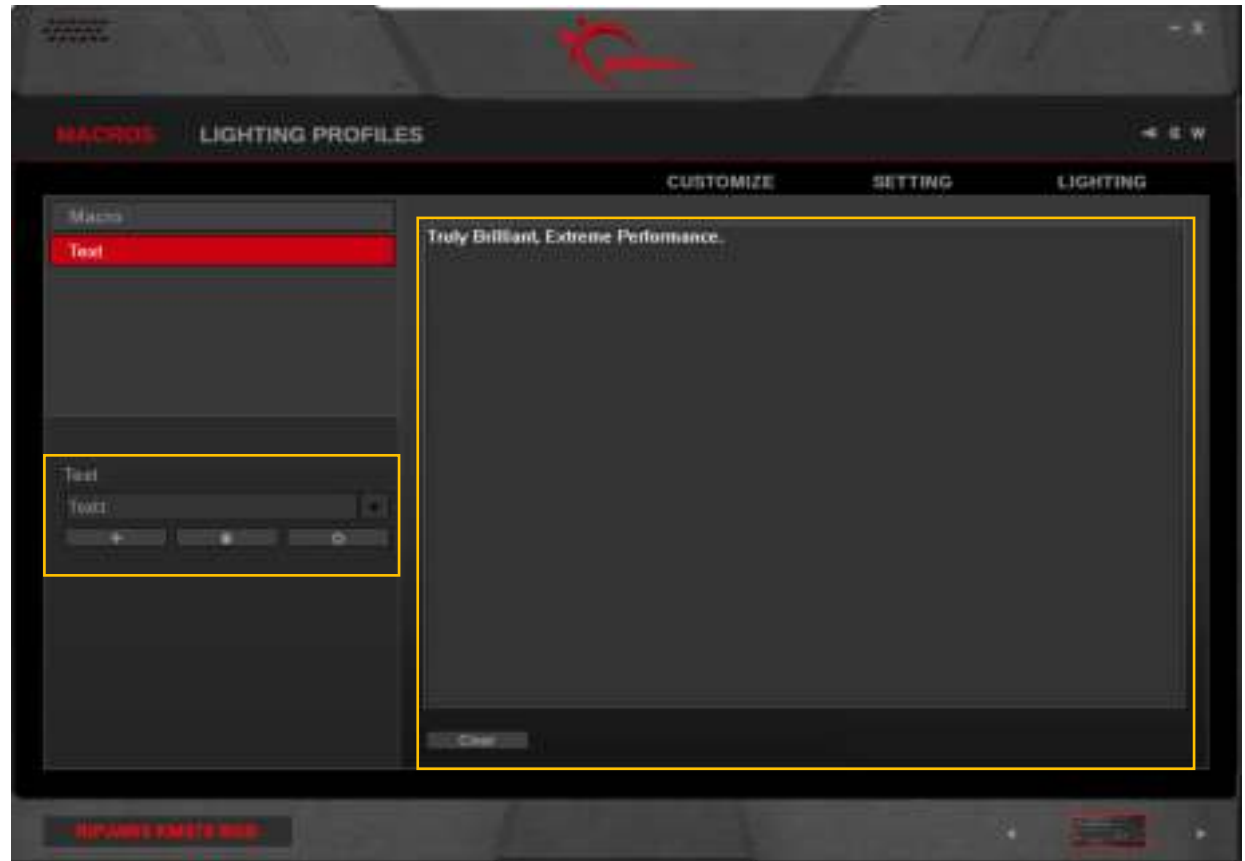 MACROS LIGHTING PROFILES
CUSTOMIZE SETTING LIGHTING
Macro
Text
Truly Brilliant, Extreme Performance.
Text
Text1
Clear